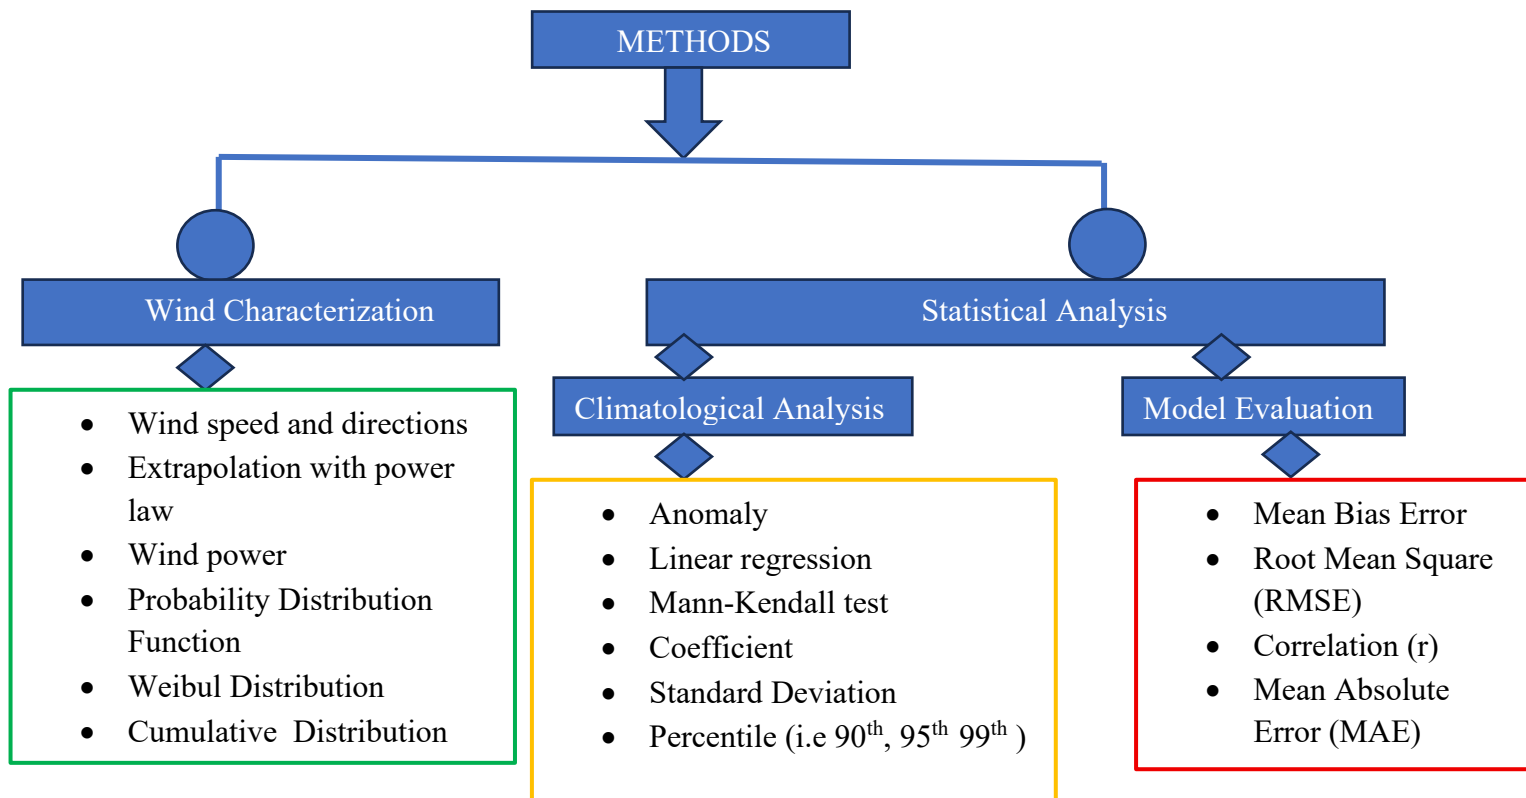 METHODS
Wind Characterization
Statistical Analysis
Climatological Analysis
Model Evaluation
• Wind speed and directions
• Extrapolation with power
law
• Wind power
• Probability Distribution
Function
• Weibul Distribution
• Cumulative  Distribution
• Anomaly
• Linear regression
• Mann-Kendall test
• Coefficient
• Standard Deviation
• Percentile (i.e 90th, 95th 99th )
• Mean Bias Error
• Root Mean Square
(RMSE)
• Correlation (r)
• Mean Absolute
Error (MAE)